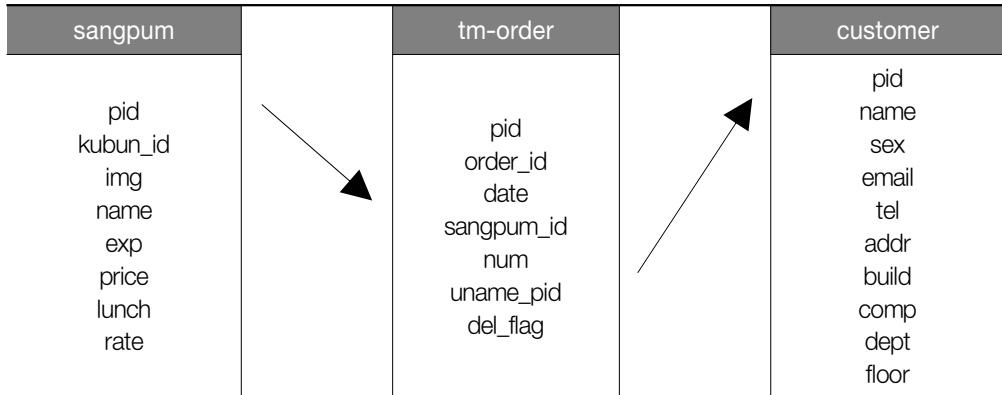 sangpum
pid
kubun_id
img
name
exp
price
lunch
rate
tm-order
pid
order_id
date
sangpum_id
num
uname_pid
del_flag
customer
pid
name
sex
email
tel
addr
build
comp
dept
floor